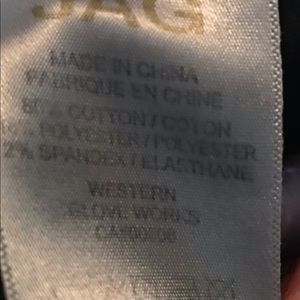 JAG
MADE IN CHINA
FABRIQUE EN CHINE
COTTON / COTON
POLYESTER / POLYESTER
2% SPANDEX / ELASTHANE
WESTERN
GLOVE WORKS